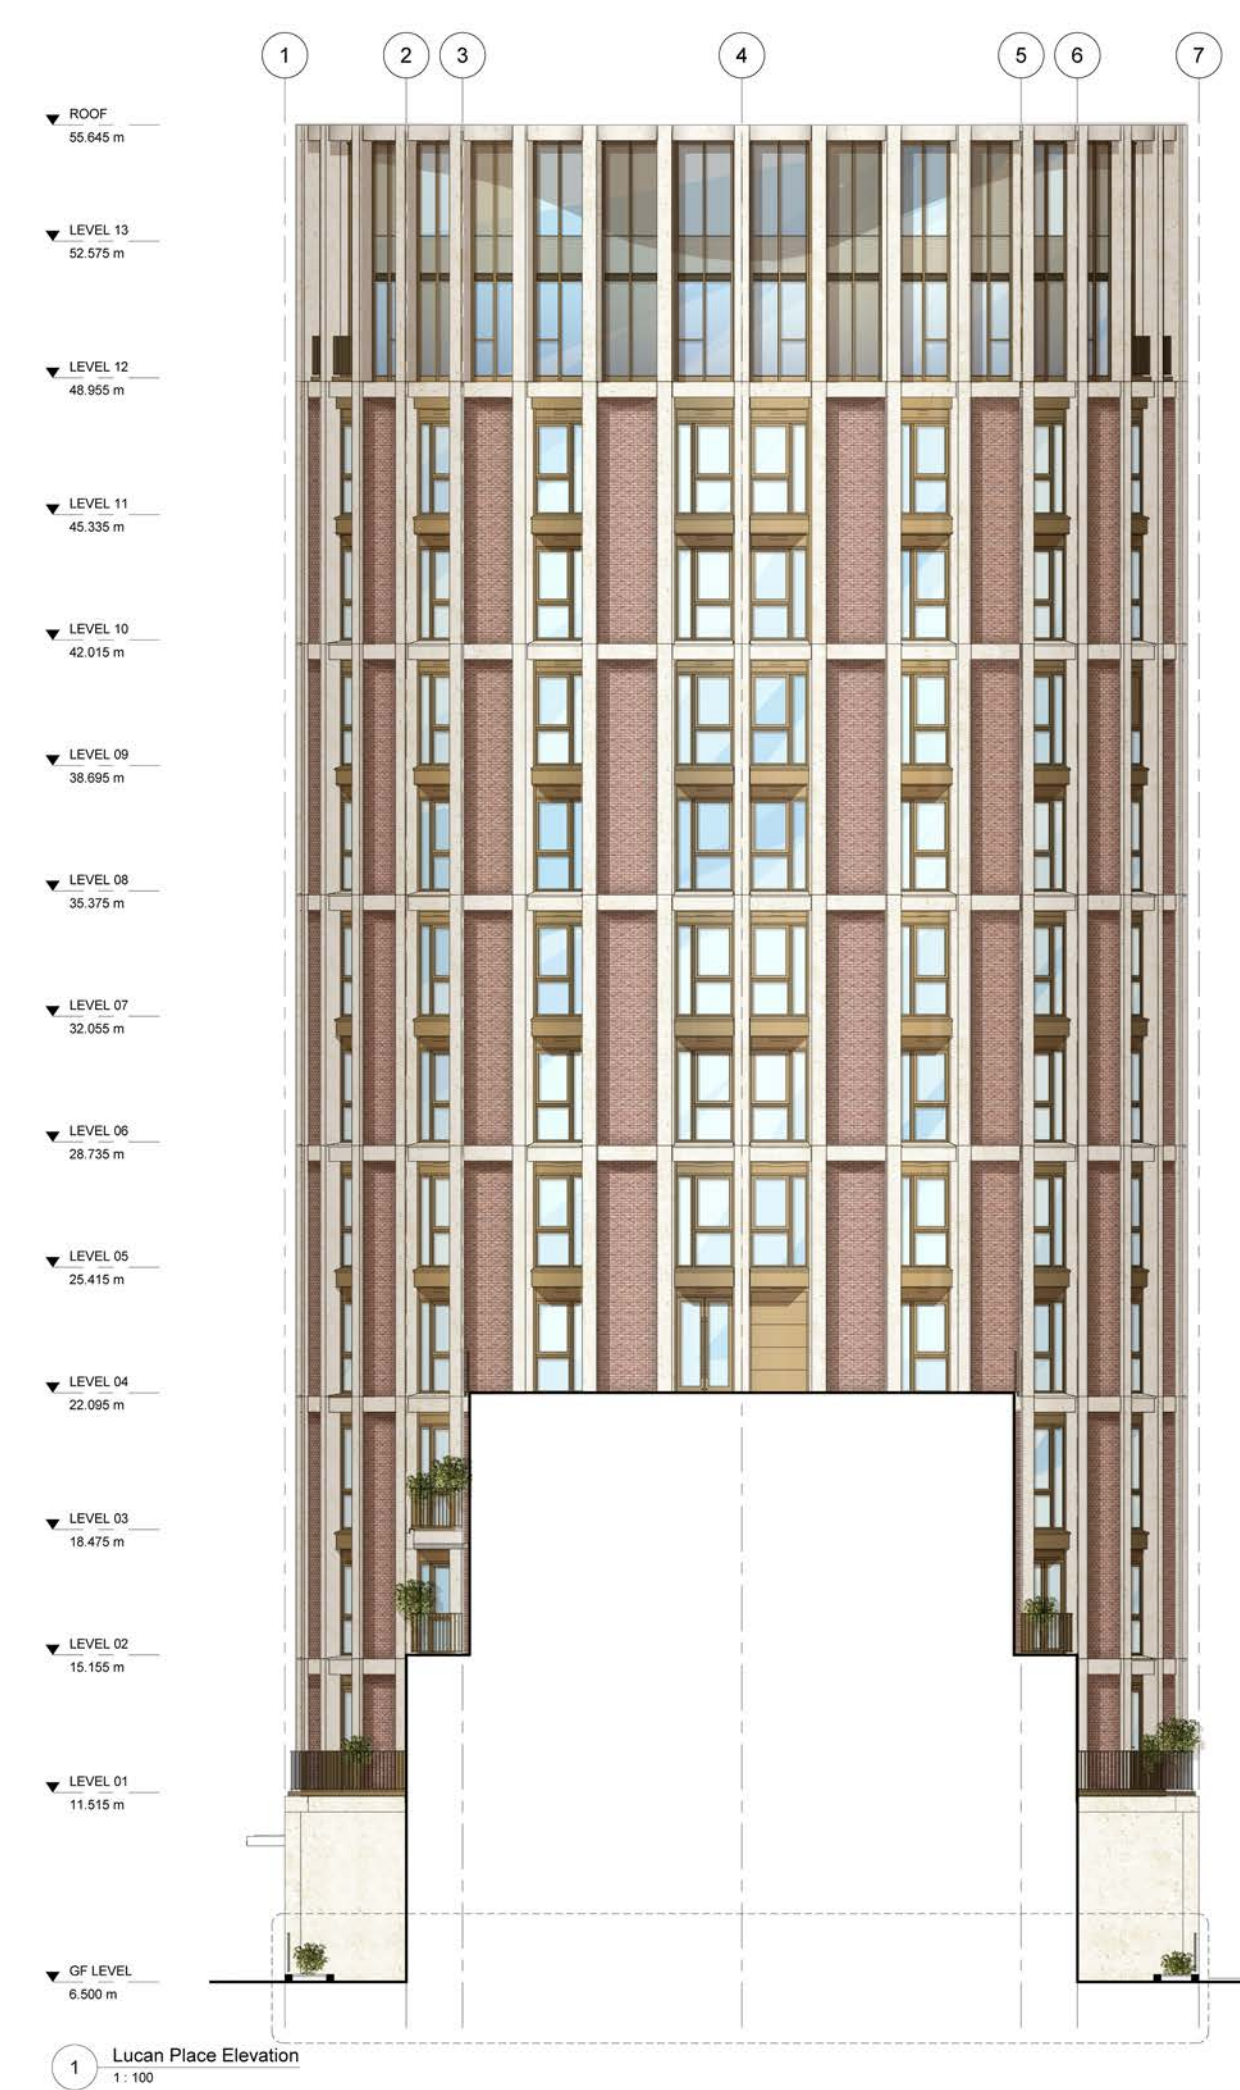 1 2 3 4 5 6 7
ROOF
55.645 m
LEVEL 13
52.575 m
LEVEL 12
48.955 m
LEVEL 11
45.335 m
LEVEL 10
42.015 m
LEVEL 09
38.695 m
LEVEL 08
35.375 m
LEVEL 07
32.055 m
LEVEL 06
28.735 m
LEVEL 05
25.415 m
LEVEL 04
22.095 m
LEVEL 03
18.475 m
LEVEL 02
15.155 m
LEVEL 01
11.515 m
GF LEVEL
6.500 m
1 Lucan Place Elevation
1 : 100